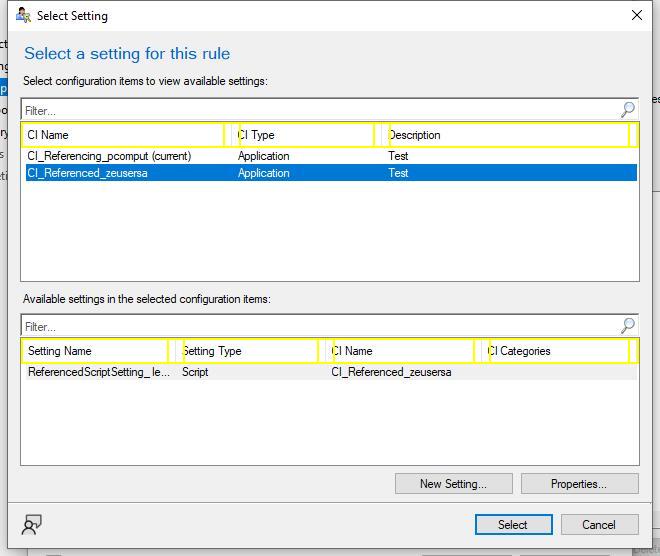 Select Setting
Select a setting for this rule
Select configuration items to view available settings:
Filter...
CI Name CI Type Description
CI_Referencing_pcomput (current) Application Test
CI_Referenced_zeusersa Application Test
Available settings in the selected configuration items:
Filter...
Setting Name Setting Type CI Name CI Categories
ReferencedScriptSetting_ le... Script CI_Referenced_zeusersa
New Setting... Properties...
Select Cancel